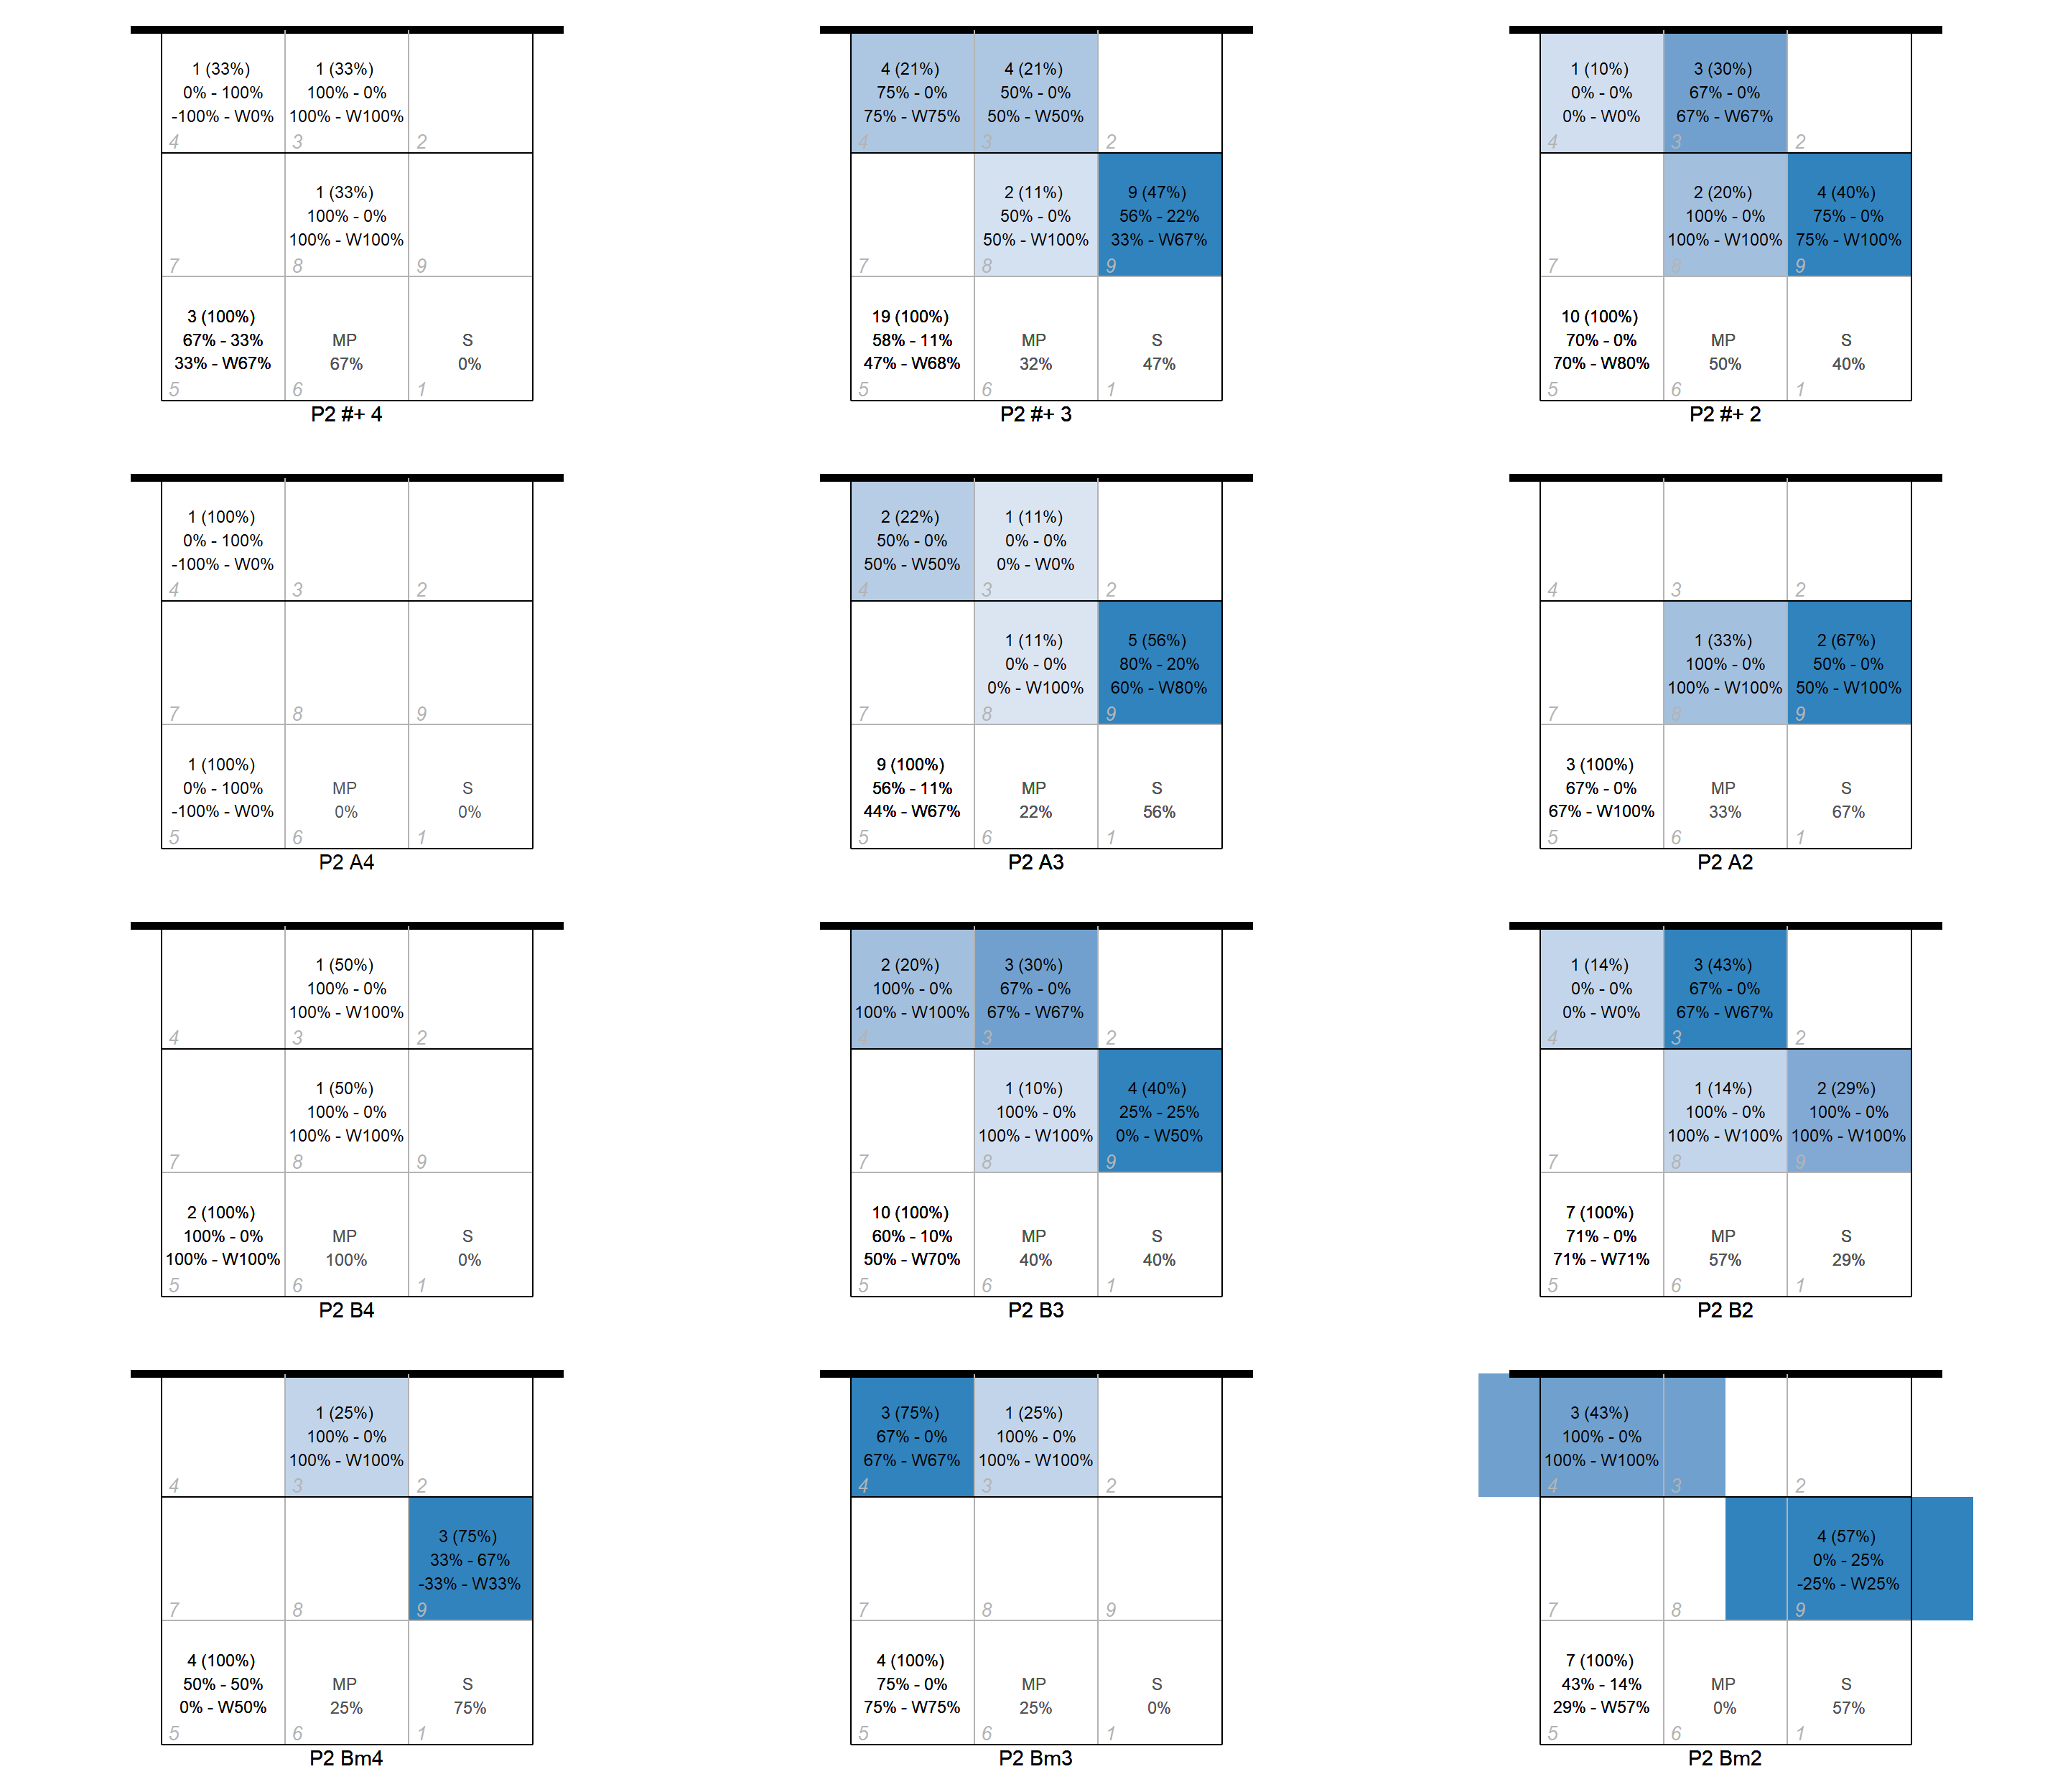 1 (33%)
0% - 100%
-100% - W0%
4
1 (33%)
100% - 0%
100% - W100%
3
2
7
1 (33%)
100% - 0%
100% - W100%
8
9
3 (100%)
67% - 33%
33% - W67%
5
MP
67%
6
S
0%
1
P2 #+ 4
4 (21%)
75% - 0%
75% - W75%
4
4 (21%)
50% - 0%
50% - W50%
3
2
7
2 (11%)
50% - 0%
50% - W100%
8
9 (47%)
56% - 22%
33% - W67%
9
19 (100%)
58% - 11%
47% - W68%
5
MP
32%
6
S
47%
1
P2 #+ 3
1 (10%)
0% - 0%
0% - W0%
4
3 (30%)
67% - 0%
67% - W67%
3
2
7
2 (20%)
100% - 0%
100% - W100%
8
4 (40%)
75% - 0%
75% - W100%
9
10 (100%)
70% - 0%
70% - W80%
5
MP
50%
6
S
40%
1
P2 #+ 2
1 (100%)
0% - 100%
-100% - W0%
4
3
2
7
8
9
1 (100%)
0% - 100%
-100% - W0%
5
MP
0%
6
S
0%
1
P2 A4
2 (22%)
50% - 0%
50% - W50%
4
1 (11%)
0% - 0%
0% - W0%
3
2
7
1 (11%)
0% - 0%
0% - W100%
8
5 (56%)
80% - 20%
60% - W80%
9
9 (100%)
56% - 11%
44% - W67%
5
MP
22%
6
S
56%
1
P2 A3
4
3
2
7
1 (33%)
100% - 0%
100% - W100%
8
2 (67%)
50% - 0%
50% - W100%
9
3 (100%)
67% - 0%
67% - W100%
5
MP
33%
6
S
67%
1
P2 A2
4
1 (50%)
100% - 0%
100% - W100%
3
2
7
1 (50%)
100% - 0%
100% - W100%
8
9
2 (100%)
100% - 0%
100% - W100%
5
MP
100%
6
S
0%
1
P2 B4
2 (20%)
100% - 0%
100% - W100%
4
3 (30%)
67% - 0%
67% - W67%
3
2
7
1 (10%)
100% - 0%
100% - W100%
8
4 (40%)
25% - 25%
0% - W50%
9
10 (100%)
60% - 10%
50% - W70%
5
MP
40%
6
S
40%
1
P2 B3
1 (14%)
0% - 0%
0% - W0%
4
3 (43%)
67% - 0%
67% - W67%
3
2
7
1 (14%)
100% - 0%
100% - W100%
8
2 (29%)
100% - 0%
100% - W100%
9
7 (100%)
71% - 0%
71% - W71%
5
MP
57%
6
S
29%
1
P2 B2
4
1 (25%)
100% - 0%
100% - W100%
3
2
7
8
3 (75%)
33% - 67%
-33% - W33%
9
4 (100%)
50% - 50%
0% - W50%
5
MP
25%
6
S
75%
1
P2 Bm4
3 (75%)
67% - 0%
67% - W67%
4
1 (25%)
100% - 0%
100% - W100%
3
2
7
8
9
4 (100%)
75% - 0%
75% - W75%
5
MP
25%
6
S
0%
1
P2 Bm3
3 (43%)
100% - 0%
100% - W100%
4
3
2
7
8
4 (57%)
0% - 25%
-25% - W25%
9
7 (100%)
43% - 14%
29% - W57%
5
MP
0%
6
S
57%
1
P2 Bm2